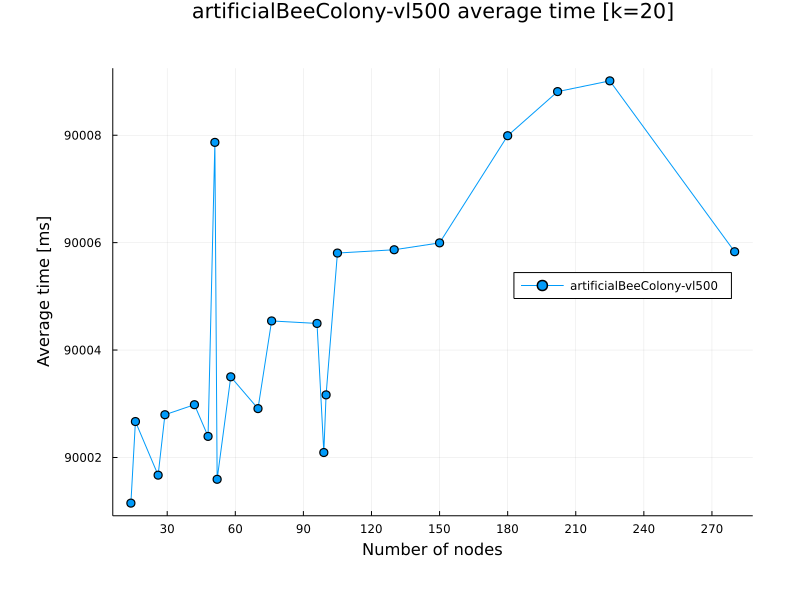 artificialBeeColony-vl500 average time [k=20]
Average time [ms]
90008
90006
90004
90002
artificialBeeColony-vl500
30 60 90 120 150 180 210 240 270
Number of nodes